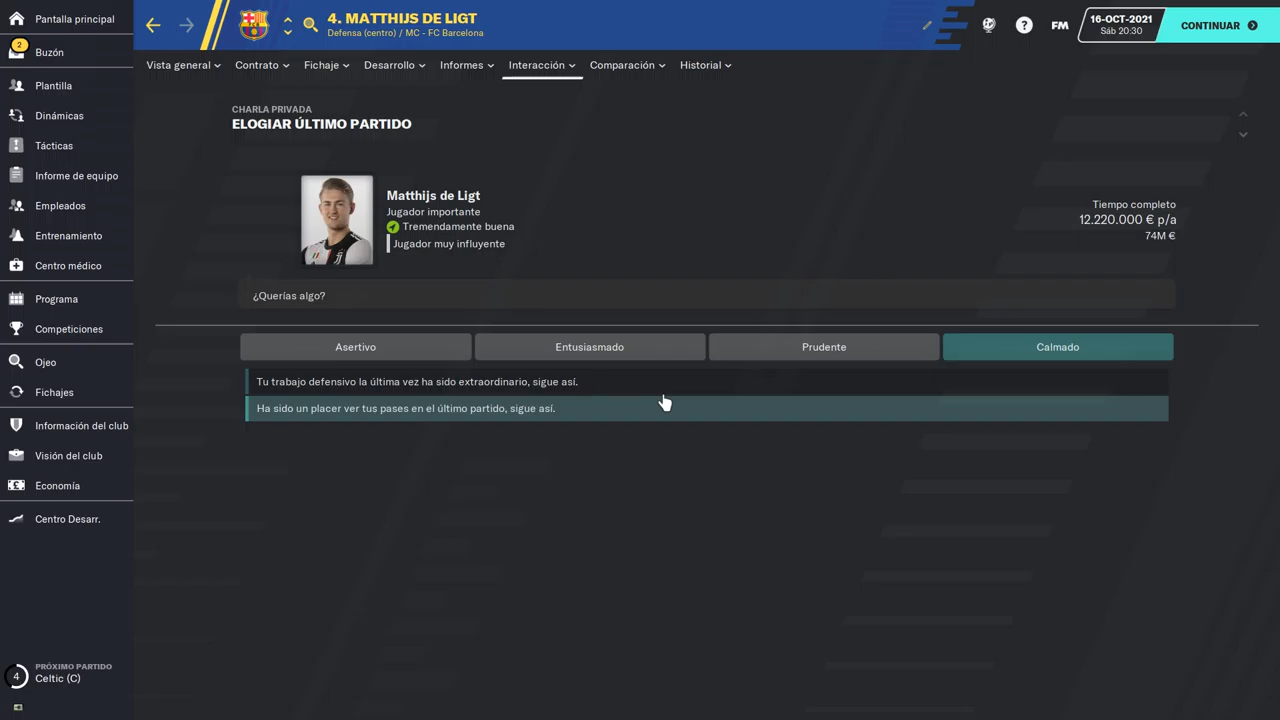 Pantalla principal
2
Buzón
Plantilla
Dinámicas
Tácticas
Informe de equipo
Empleados
Entrenamiento
Centro médico
Programa
Competiciones
Ojeo
Fichajes
Información del club
Visión del club
Economía
Centro Desarr.
4
PRÓXIMO PARTIDO
Celtic (C)
4. MATTHIJS DE LIGT
Defensa (centro) / MC - FC Barcelona
?
FM
16-OCT-2021
Sáb 20:30
CONTINUAR
Vista general
Contrato
Fichaje
Desarrollo
Informes
Interacción
Comparación
Historial
CHARLA PRIVADA
ELOGIAR ÚLTIMO PARTIDO
Matthijs de Ligt
Jugador importante
Tremendamente buena
Jugador muy influyente
Tiempo completo
12.220.000 € p/a
74M €
¿Querías algo?
Asertivo
Entusiasmado
Prudente
Calmado
Tu trabajo defensivo la última vez ha sido extraordinario, sigue así.
Ha sido un placer ver tus pases en el último partido, sigue así.